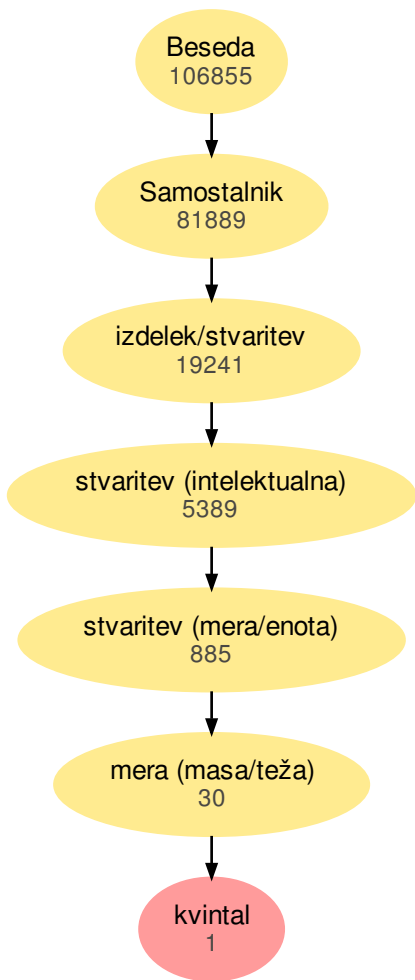 Beseda
106855
Samostalnik
81889
izdelek/stvaritev
19241
stvaritev (intelektualna)
5389
stvaritev (mera/enota)
885
mera (masa/teža)
30
kvintal
1